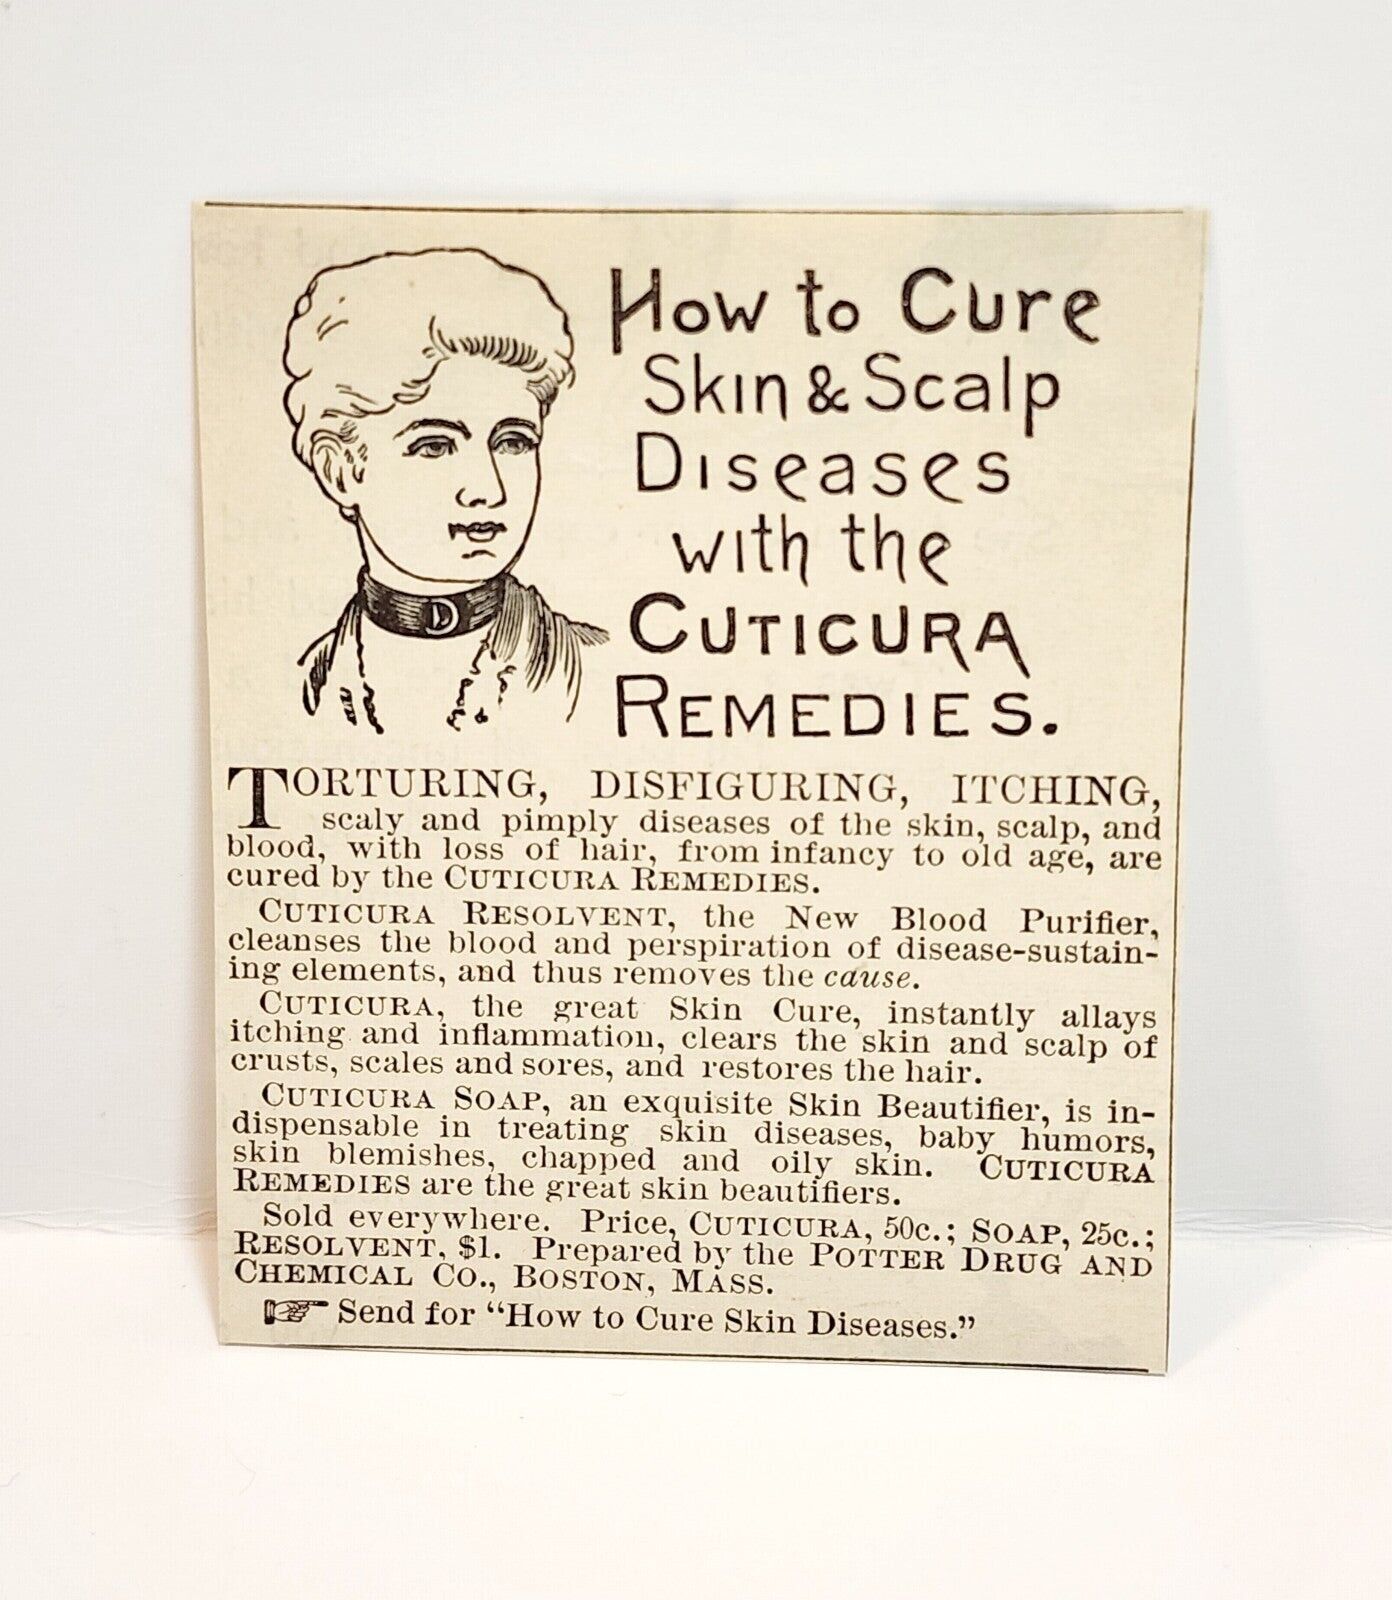 How to Cure
Skin & Scalp
Diseases
with the
CUTICURA
REMEDIES.
TORTURING, DISFIGURING, ITCHING,
scaly and pimply diseases of the skin, scalp, and
blood, with loss of hair, from infancy to old age, are
cured by the CUTICURA REMEDIES.
CUTICURA RESOLVENT, the New Blood Purifier,
cleanses the blood and perspiration of disease-sustain-
ing elements, and thus removes the cause.
CUTICURA, the great Skin Cure, instantly allays
itching and inflammation, clears the skin and scalp of
crusts, scales and sores, and restores the hair.
CUTICURA SOAP, an exquisite Skin Beautifier, is in-
dispensable in treating skin diseases, baby humors,
skin blemishes, chapped and oily skin. CUTICURA
REMEDIES are the great skin beautifiers.
Sold everywhere. Price, CUTICURA, 50c.; SOAP, 25c.;
RESOLVENT, $1. Prepared by the POTTER DRUG AND
CHEMICAL CO., BOSTON, MASS.
☞ Send for "How to Cure Skin Diseases."